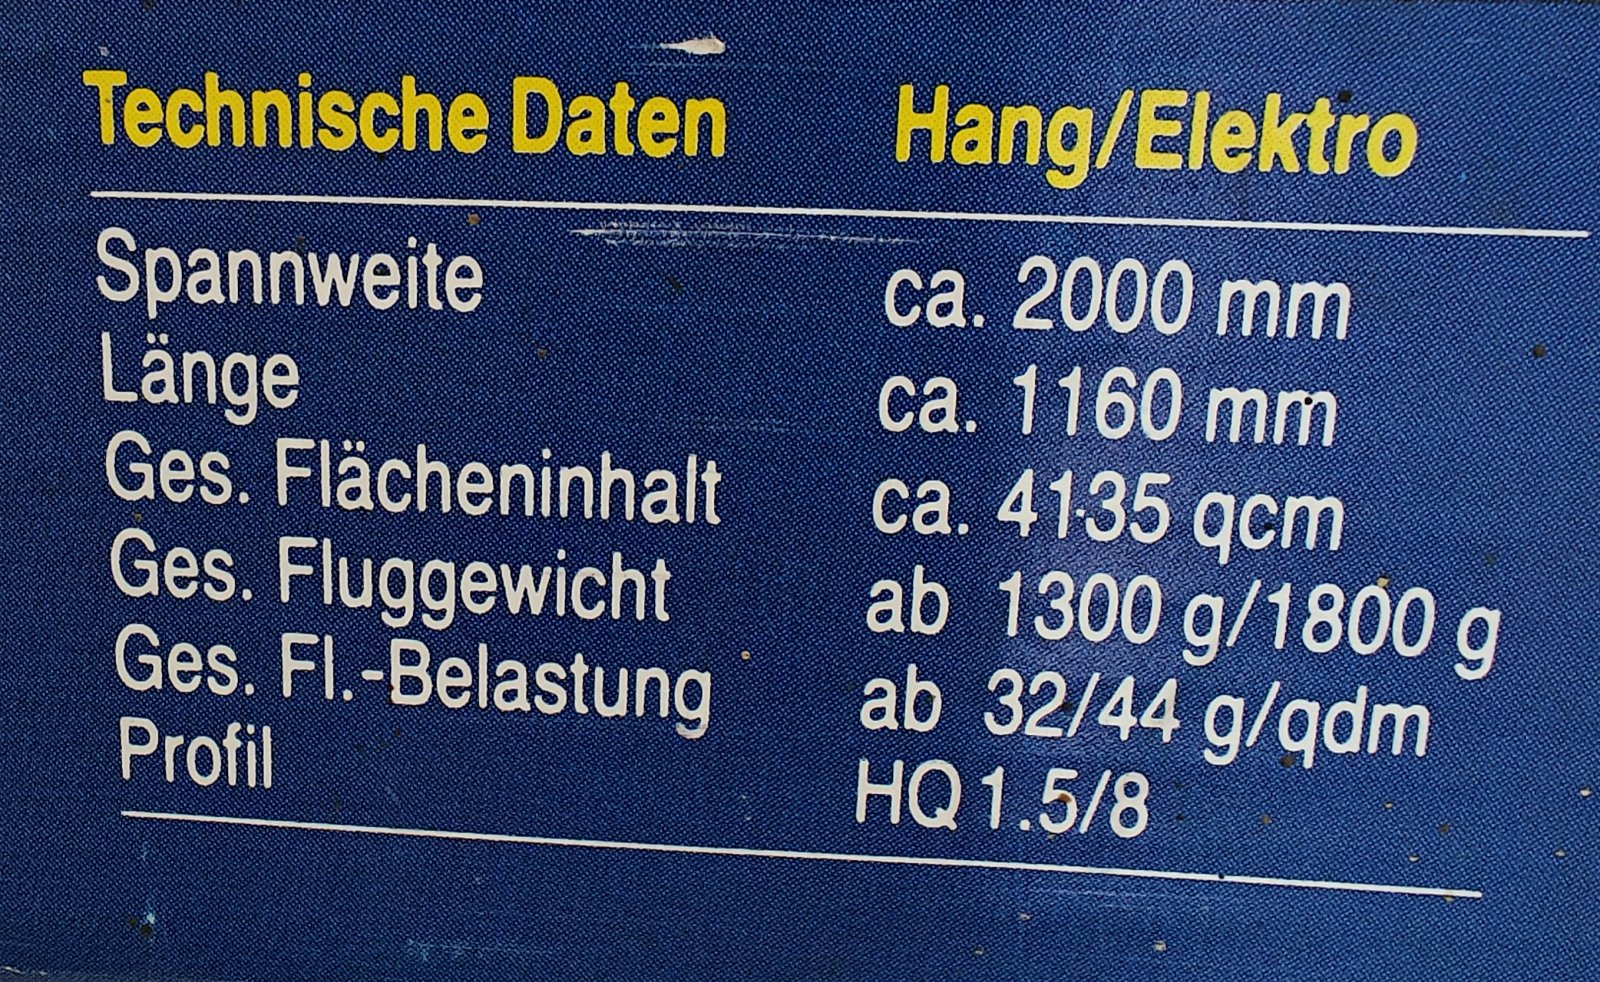 Technische Daten Hang/Elektro
Spannweite ca. 2000 mm
Länge ca. 1160 mm
Ges. Flächeninhalt ca. 4135 qcm
Ges. Fluggewicht ab 1300 g/1800 g
Ges. Fl.-Belastung ab 32/44 g/qdm
Profil HQ 1.5/8